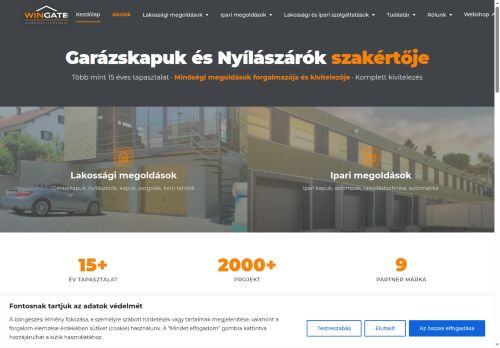 WINGATE
Kezdőlap
Akciók
Lakossági megoldások
Ipari megoldások
Lakossági és ipari szolgáltatások
Tudástár
Rólunk
Webshop ↗
Garázskapuk és Nyílászárók szakértője
Több mint 15 éves tapasztalat · Minőségi megoldások forgalmazója és kivitelezője · Komplett kivitelezés
Lakossági megoldások
Garázskapuk, nyílászárók, kapuk, pergolák, kerti tárolók
Ipari megoldások
Ipari kapuk, sorompók, rakodástechnika, automatika
15+
ÉV TAPASZTALAT
2000+
PROJEKT
9
PARTNER MÁRKA
Fontosnak tartjuk az adatok védelmét
A böngészési élmény fokozása, a személyre szabott hirdetések vagy tartalmak megjelenítése, valamint a
forgalom elemzése érdekében sütiket (cookie) használunk. A "Mindet elfogadom" gombra kattintva
hozzájárulhat a sütik használatához.
Testreszabás
Elutasít
Az összes elfogadása